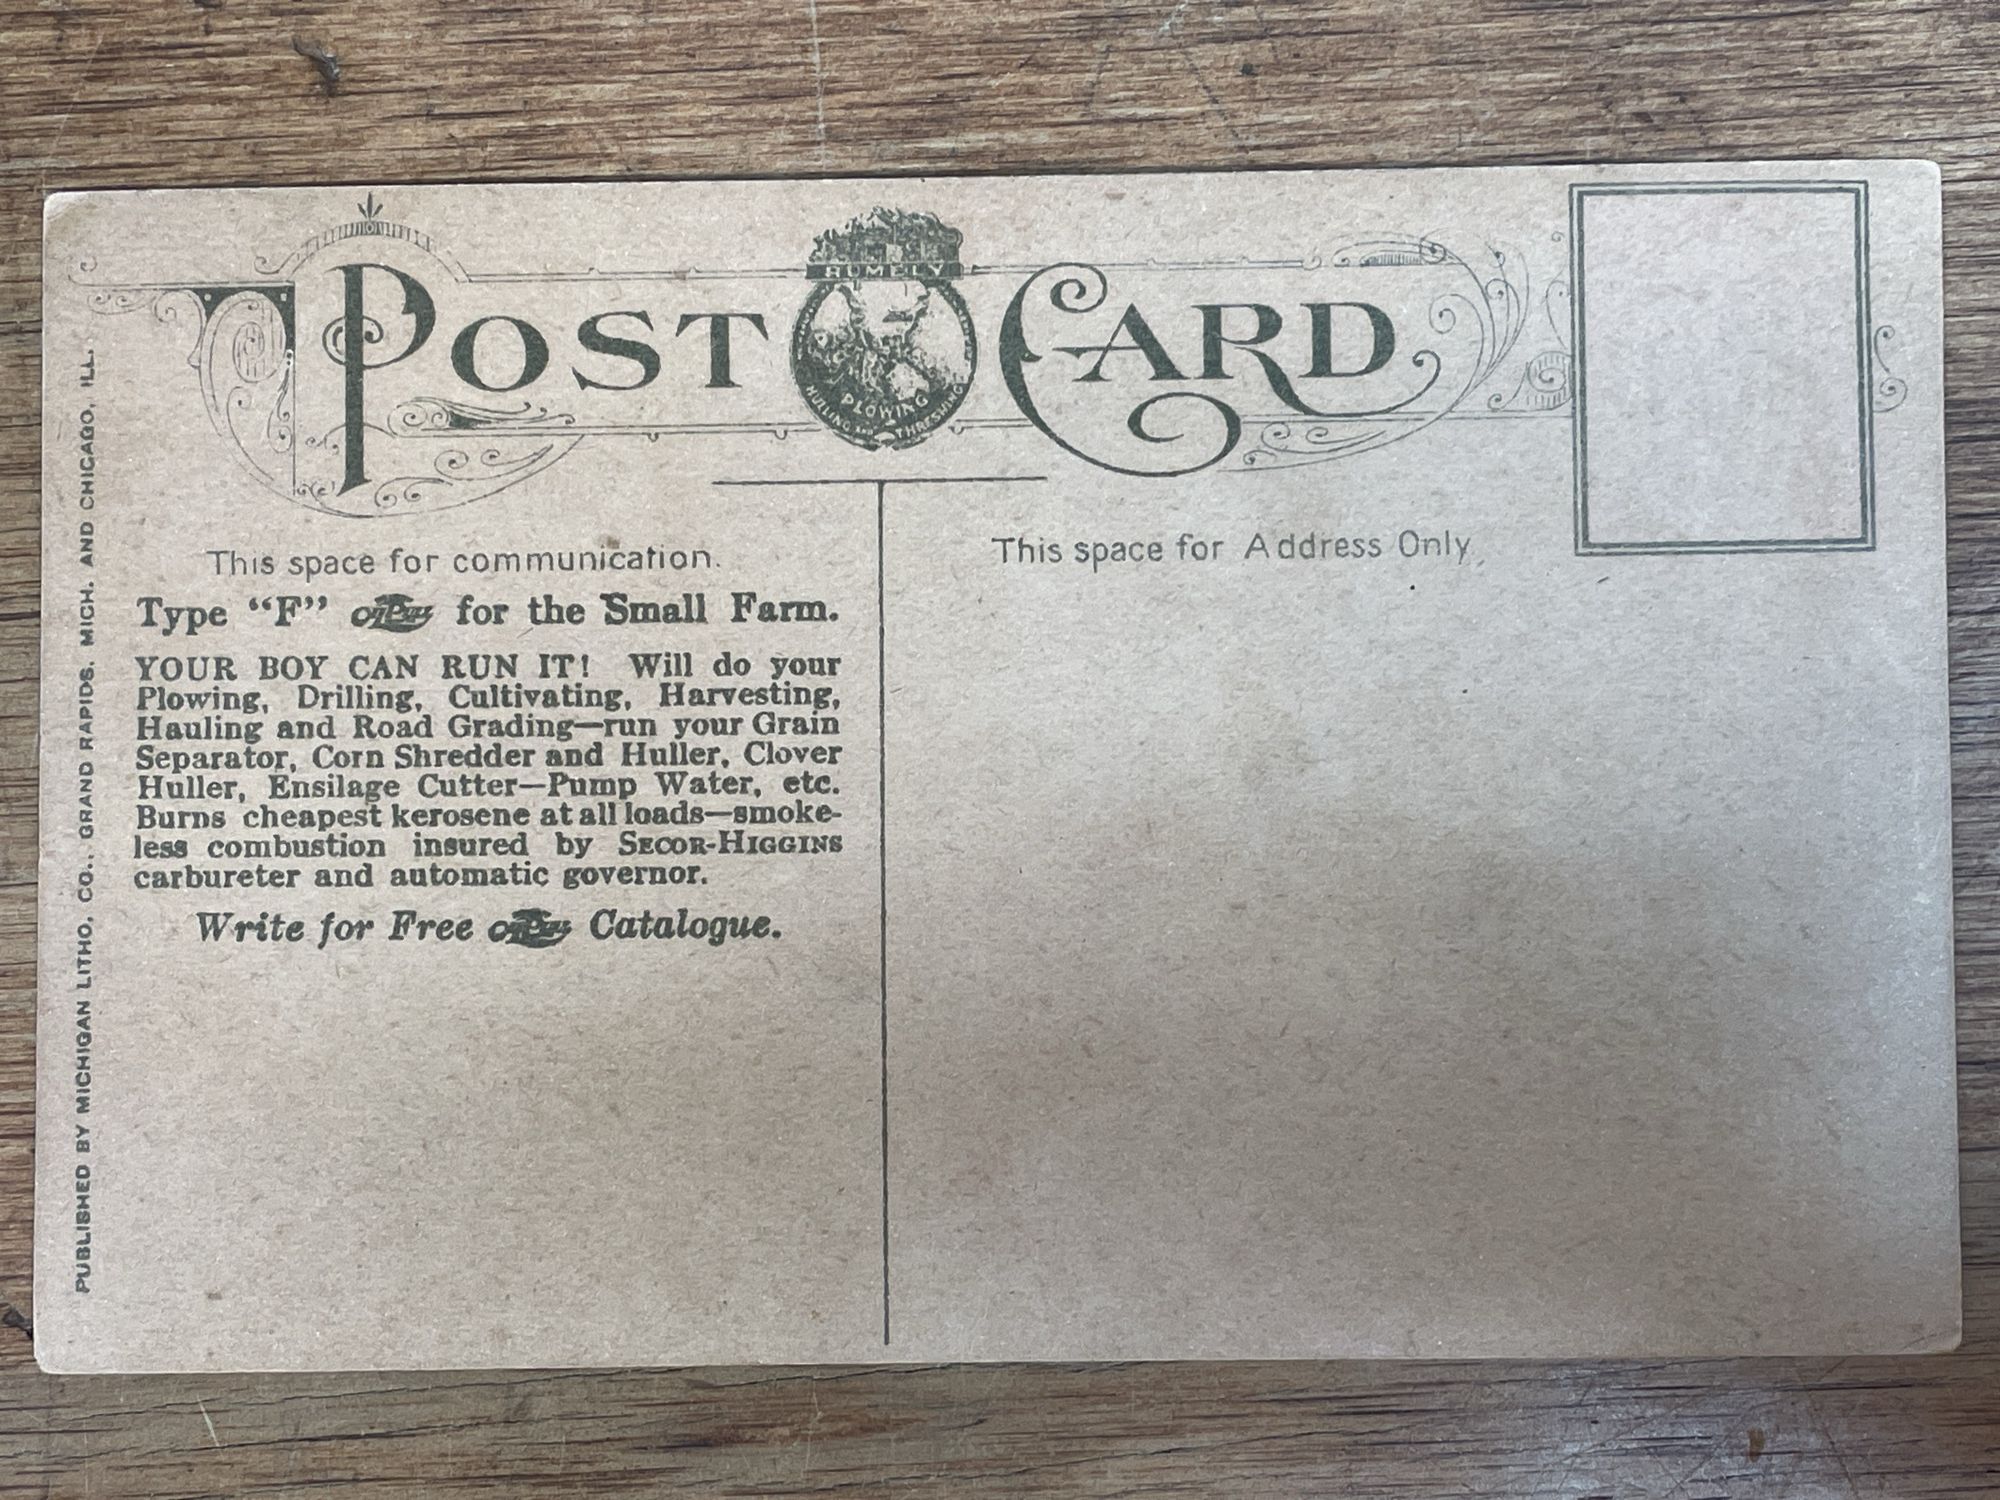 POST CARD
RUMELY
PLOWING
HULLING AND THRESHING
This space for communication.
This space for Address Only.
Type “F” OilPull for the Small Farm.
YOUR BOY CAN RUN IT! Will do your
Plowing, Drilling, Cultivating, Harvesting,
Hauling and Road Grading—run your Grain
Separator, Corn Shredder and Huller, Clover
Huller, Ensilage Cutter—Pump Water, etc.
Burns cheapest kerosene at all loads—smoke-
less combustion insured by SECOR-HIGGINS
carbureter and automatic governor.
Write for Free OilPull Catalogue.
PUBLISHED BY MICHIGAN LITHO. CO., GRAND RAPIDS, MICH. AND CHICAGO, ILL.